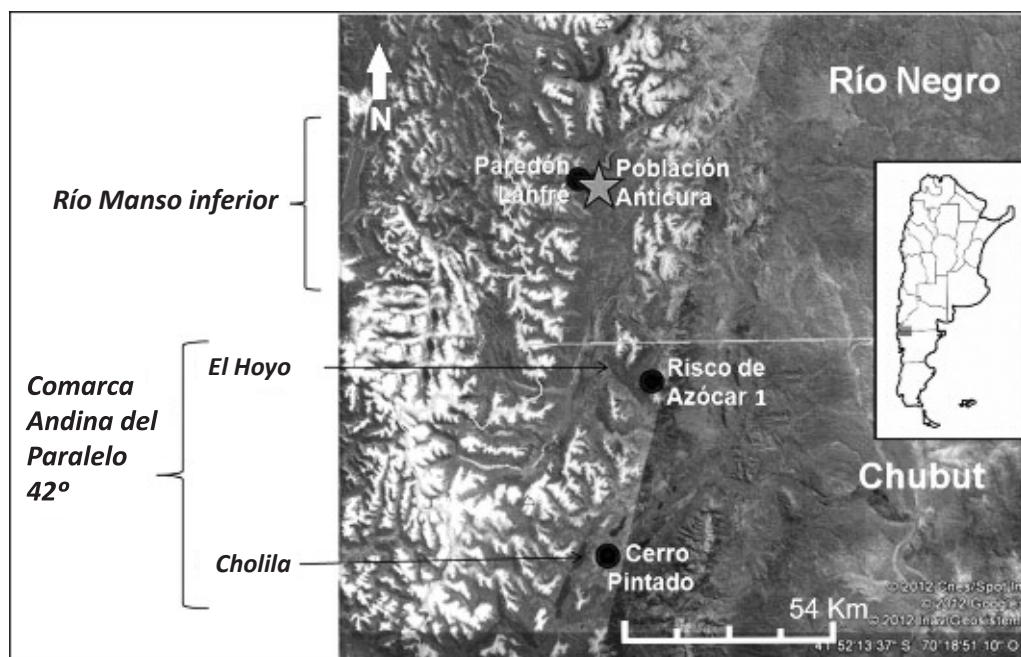 Río Negro
N
Paredón
Lanfré
Población
Anticura
Río Manso inferior
El Hoyo
Risco de
Azócar 1
Comarca
Andina del
Paralelo
42º
Chubut
Cholila
Cerro
Pintado
54 Km
© 2012 Cnes/Spot Im
© 2012 Google
© 2012 Inav/Geosistem
41°52'13.37" S 70°18'51.10" O